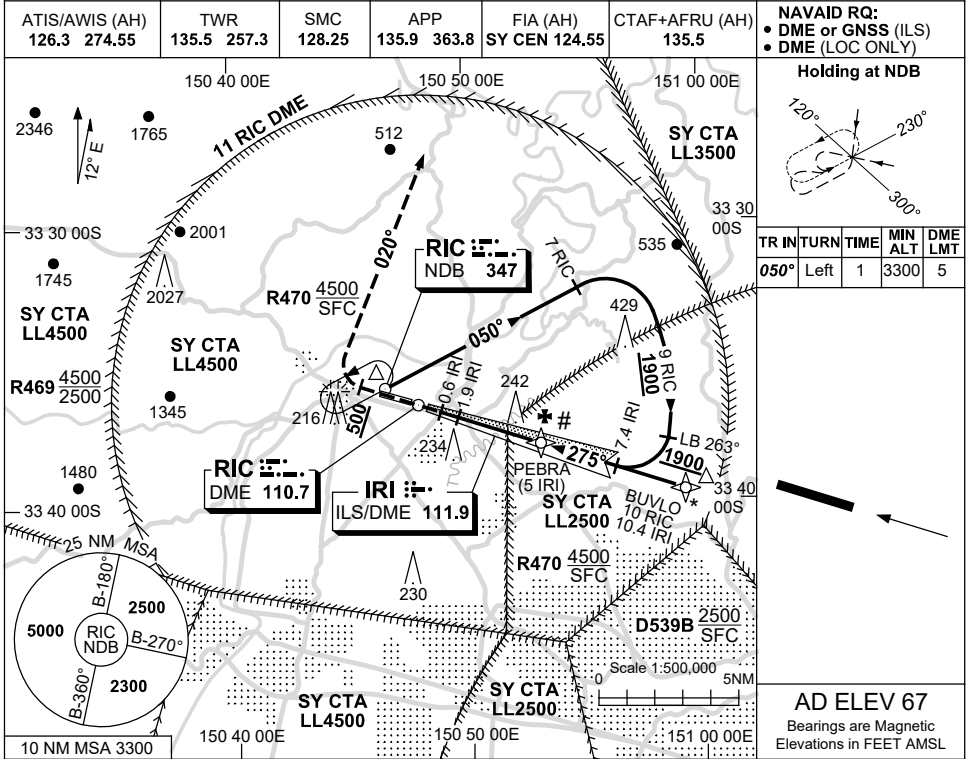 ATIS/AWIS (AH)
126.3 274.55
TWR
135.5 257.3
SMC
128.25
APP
135.9 363.8
FIA (AH)
SY CEN 124.55
CTAF+AFRU (AH)
135.5
NAVAID RQ:
• DME or GNSS (ILS)
• DME (LOC ONLY)
150 40 00E
150 50 00E
151 00 00E
Holding at NDB
120°
230°
300°
TR IN TURN TIME MIN ALT DME LMT
050° Left 1 3300 5
2346
1765
12° E
11 RIC DME
512
SY CTA
LL3500
33 30 00S
2001
33 30
00S
535
1745
2027
020°
RIC
NDB 347
7 RIC
R470 4500
SFC
SY CTA
LL4500
SY CTA
LL4500
050°
429
9 RIC
1900
R469 4500
2500
1345
0.6 IRI
1.9 IRI
242
216
500
234
#
7.4 IRI
LB 263°
1900
275°
PEBRA
(5 IRI)
RIC
DME 110.7
IRI
ILS/DME 111.9
1480
33 40 00S
33 40
00S
BUVLO
10 RIC
10.4 IRI
*
SY CTA
LL2500
R470 4500
SFC
25 NM MSA
230
B-180°
2500
5000
RIC
NDB
B-270°
B-360°
2300
D539B 2500
SFC
Scale 1:500,000
0 5NM
SY CTA
LL4500
SY CTA
LL2500
10 NM MSA 3300
150 40 00E
150 50 00E
151 00 00E
AD ELEV 67
Bearings are Magnetic
Elevations in FEET AMSL